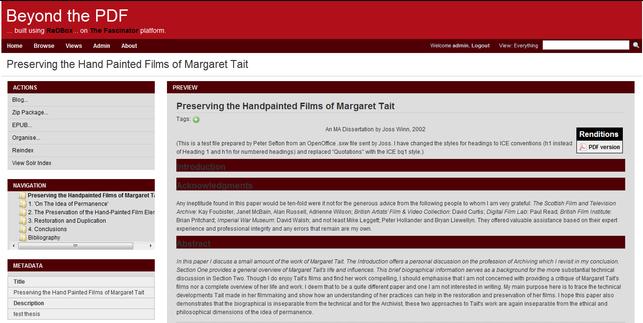 Beyond the PDF
... built using ReDBox .. on The Fascinator platform.
Home Browse Views Admin About
Welcome admin. Logout View: Everything
Preserving the Hand Painted Films of Margaret Tait
ACTIONS
Blog...
Zip Package...
EPUB...
Organise...
Reindex
View Solr Index
NAVIGATION
Preserving the Handpainted Films of Margaret T
1. 'On The Idea of Permanence'
2. The Preservation of the Hand-Painted Film Elem
3. Restoration and Duplication
4. Conclusions
Bibliography
METADATA
Title
Preserving the Hand Painted Films of Margaret Tait
Description
test thesis
PREVIEW
Preserving the Handpainted Films of Margaret Tait
Tags:
An MA Dissertation by Joss Winn, 2002
Renditions
PDF version
(This is a test file prepared by Peter Sefton from an OpenOffice .sxw file sent by Joss. I have changed the styles for headings to ICE conventions (h1 instead
of Heading 1 and h1n for numbered headings) and replaced "Quotations" with the ICE bq1 style.)
Introduction
Acknowledgments
Any ineptitude found in this paper would be ten-fold were it not for the generous advice from the following people to whom I am very grateful: The Scottish Film and Television
Archive: Kay Foubister, Janet McBain, Alan Russell, Adrienne Wilson; British Artists' Film & Video Collection: David Curtis; Digital Film Lab: Paul Read; British Film Institute:
Brian Pritchard; Imperial War Museum: David Walsh; and not least Mike Leggett; Peter Hollander and Bryan Llewellyn. They offered valuable assistance based on their expert
experience and professional integrity and any errors that remain are my own.
Abstract
In this paper I discuss a small amount of the work of Margaret Tait. The Introduction offers a personal discussion on the profession of Archiving which I revisit in my conclusion.
Section One provides a general overview of Margaret Tait's life and influences. This brief biographical information serves as a background for the more substantial technical
discussion in Section Two. Though I do enjoy Tait's films and find her work compelling, I should emphasise that I am not concerned with providing a critique of Margaret Tait's
films nor a complete overview of her life and work. I deem that to be a quite different paper and one I am not interested in writing. My main purpose here is to trace the technical
developments Tait made in her filmmaking and show how an understanding of her practices can help in the restoration and preservation of her films. I hope this paper also
demonstrates that the biographical is inseparable from the technical and for the Archivist, these two approaches to Tait's work are again inseparable from the ethical and
philosophical dimensions of the idea of permanence.